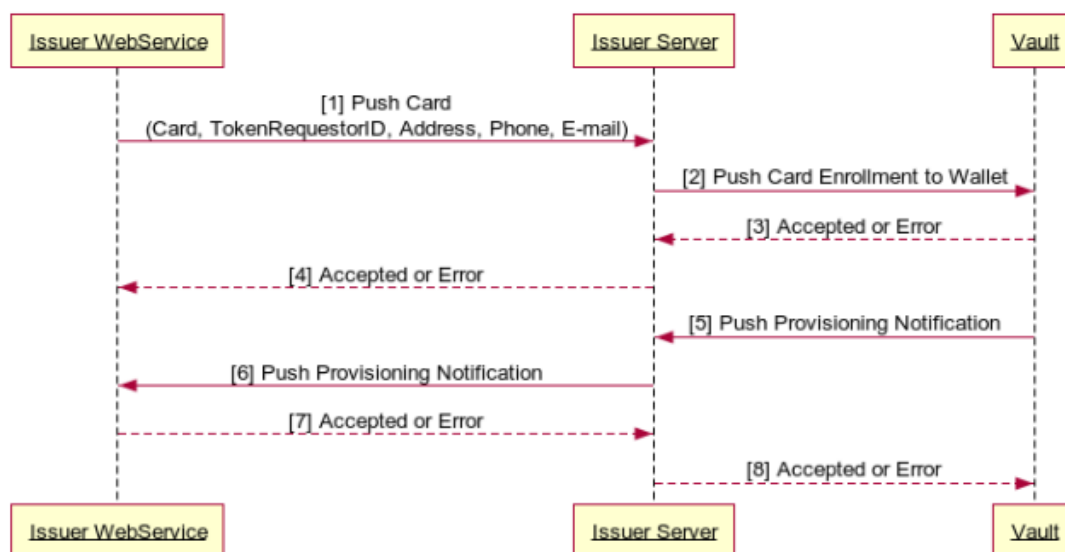 Issuer WebService
Issuer Server
Vault
[1] Push Card
(Card, TokenRequestorID, Address, Phone, E-mail)
[2] Push Card Enrollment to Wallet
[3] Accepted or Error
[4] Accepted or Error
[5] Push Provisioning Notification
[6] Push Provisioning Notification
[7] Accepted or Error
[8] Accepted or Error
Issuer WebService
Issuer Server
Vault